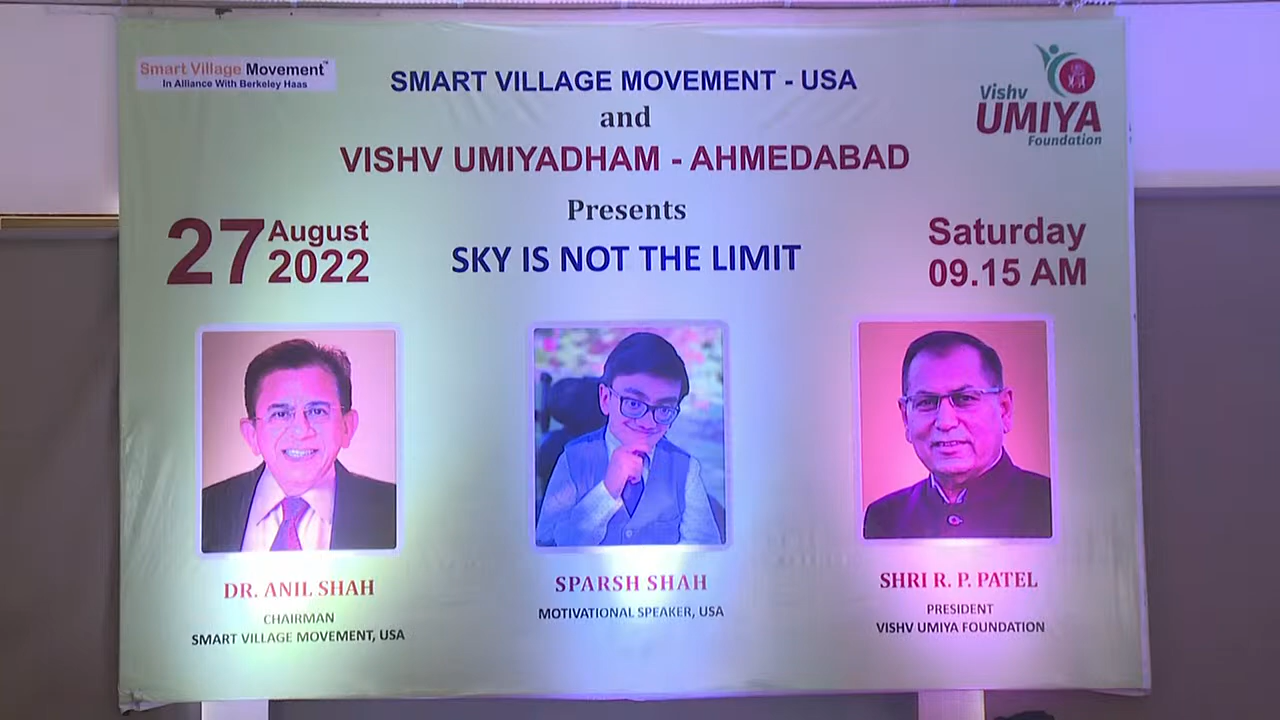 Smart Village Movement™
In Alliance With Berkeley Haas
SMART VILLAGE MOVEMENT - USA
and
VISHV UMIYADHAM - AHMEDABAD
Vishv
UMIYA
Foundation
Presents
27 August 2022
SKY IS NOT THE LIMIT
Saturday
09.15 AM
DR. ANIL SHAH
CHAIRMAN
SMART VILLAGE MOVEMENT, USA
SPARSH SHAH
MOTIVATIONAL SPEAKER, USA
SHRI R. P. PATEL
PRESIDENT
VISHV UMIYA FOUNDATION